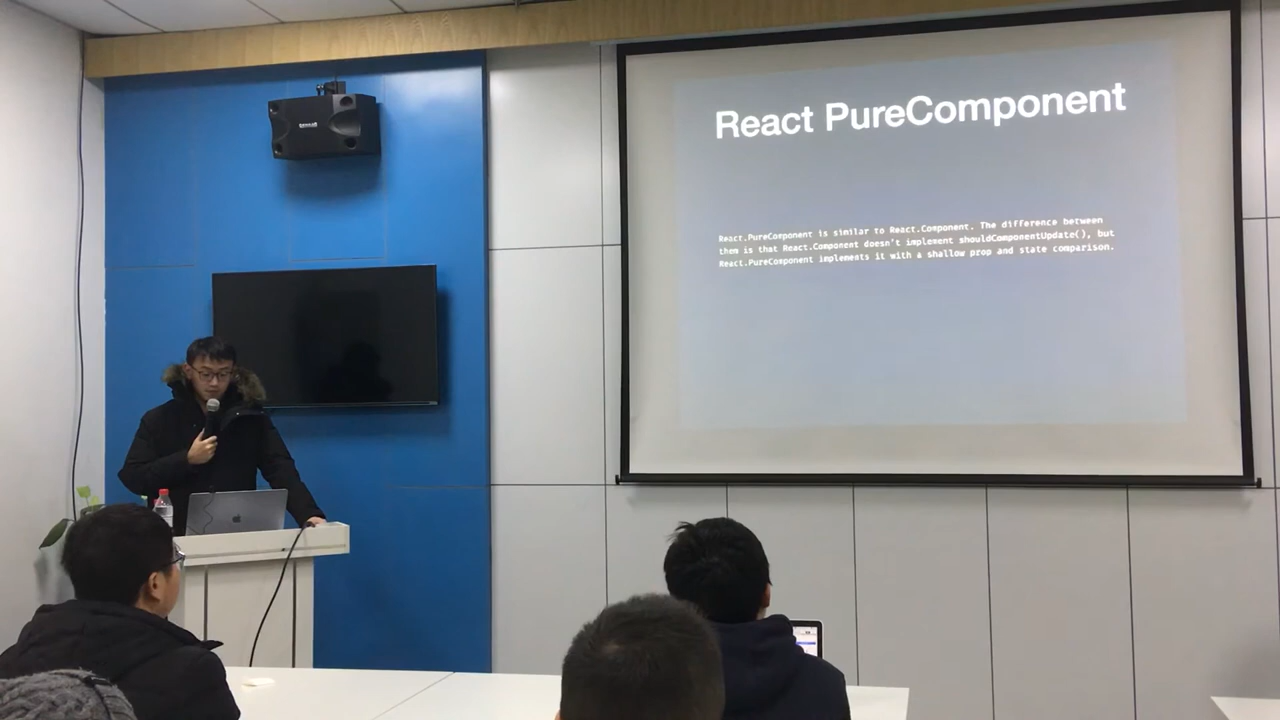 React PureComponent
React.PureComponent is similar to React.Component. The difference between
them is that React.Component doesn't implement shouldComponentUpdate(), but
React.PureComponent implements it with a shallow prop and state comparison.